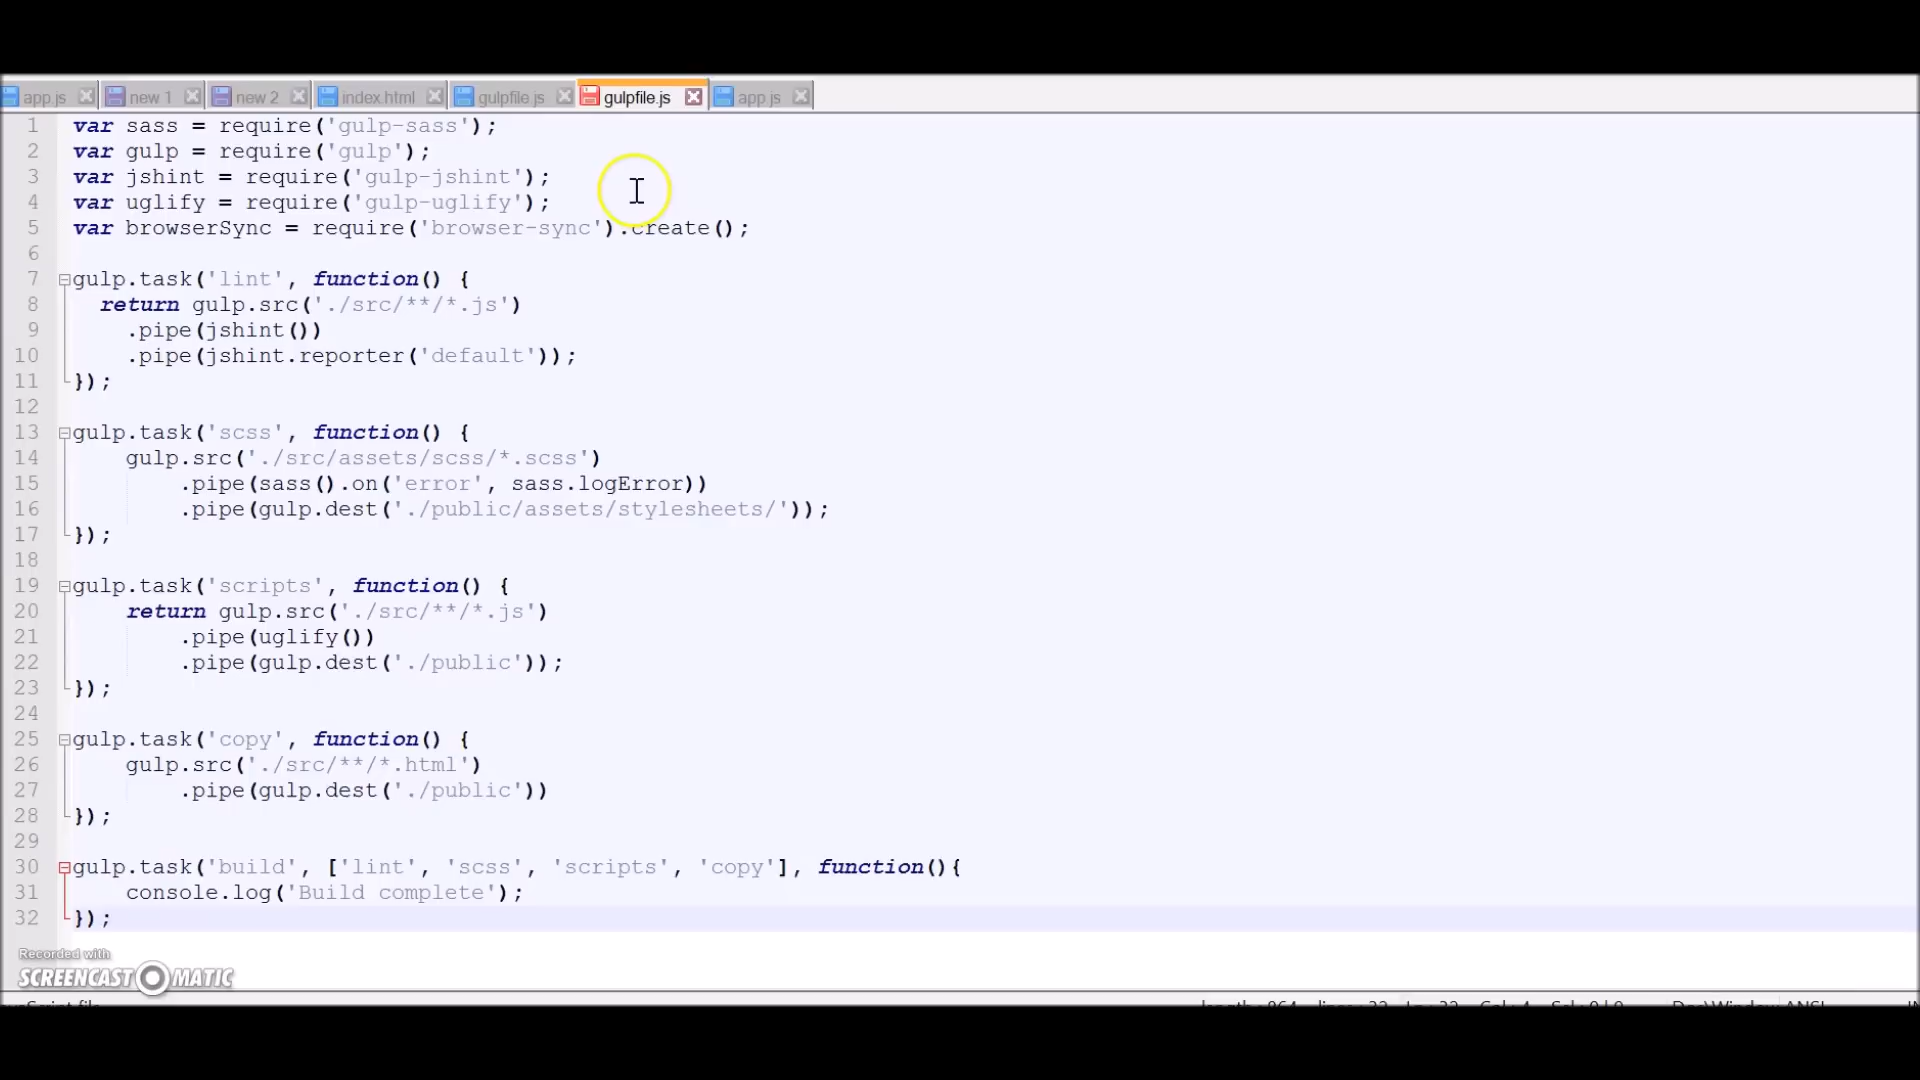 app.js new 1 new 2 index.html gulpfile.js gulpfile.js app.js
1 var sass = require('gulp-sass');
2 var gulp = require('gulp');
3 var jshint = require('gulp-jshint');
4 var uglify = require('gulp-uglify');
5 var browserSync = require('browser-sync').create();
6
7 gulp.task('lint', function() {
8 return gulp.src('./src/**/*.js')
9 .pipe(jshint())
10 .pipe(jshint.reporter('default'));
11 });
12
13 gulp.task('scss', function() {
14 gulp.src('./src/assets/scss/*.scss')
15 .pipe(sass().on('error', sass.logError))
16 .pipe(gulp.dest('./public/assets/stylesheets/'));
17 });
18
19 gulp.task('scripts', function() {
20 return gulp.src('./src/**/*.js')
21 .pipe(uglify())
22 .pipe(gulp.dest('./public'));
23 });
24
25 gulp.task('copy', function() {
26 gulp.src('./src/**/*.html')
27 .pipe(gulp.dest('./public'))
28 });
29
30 gulp.task('build', ['lint', 'scss', 'scripts', 'copy'], function(){
31 console.log('Build complete');
32 });
Recorded with
SCREENCAST MATIC